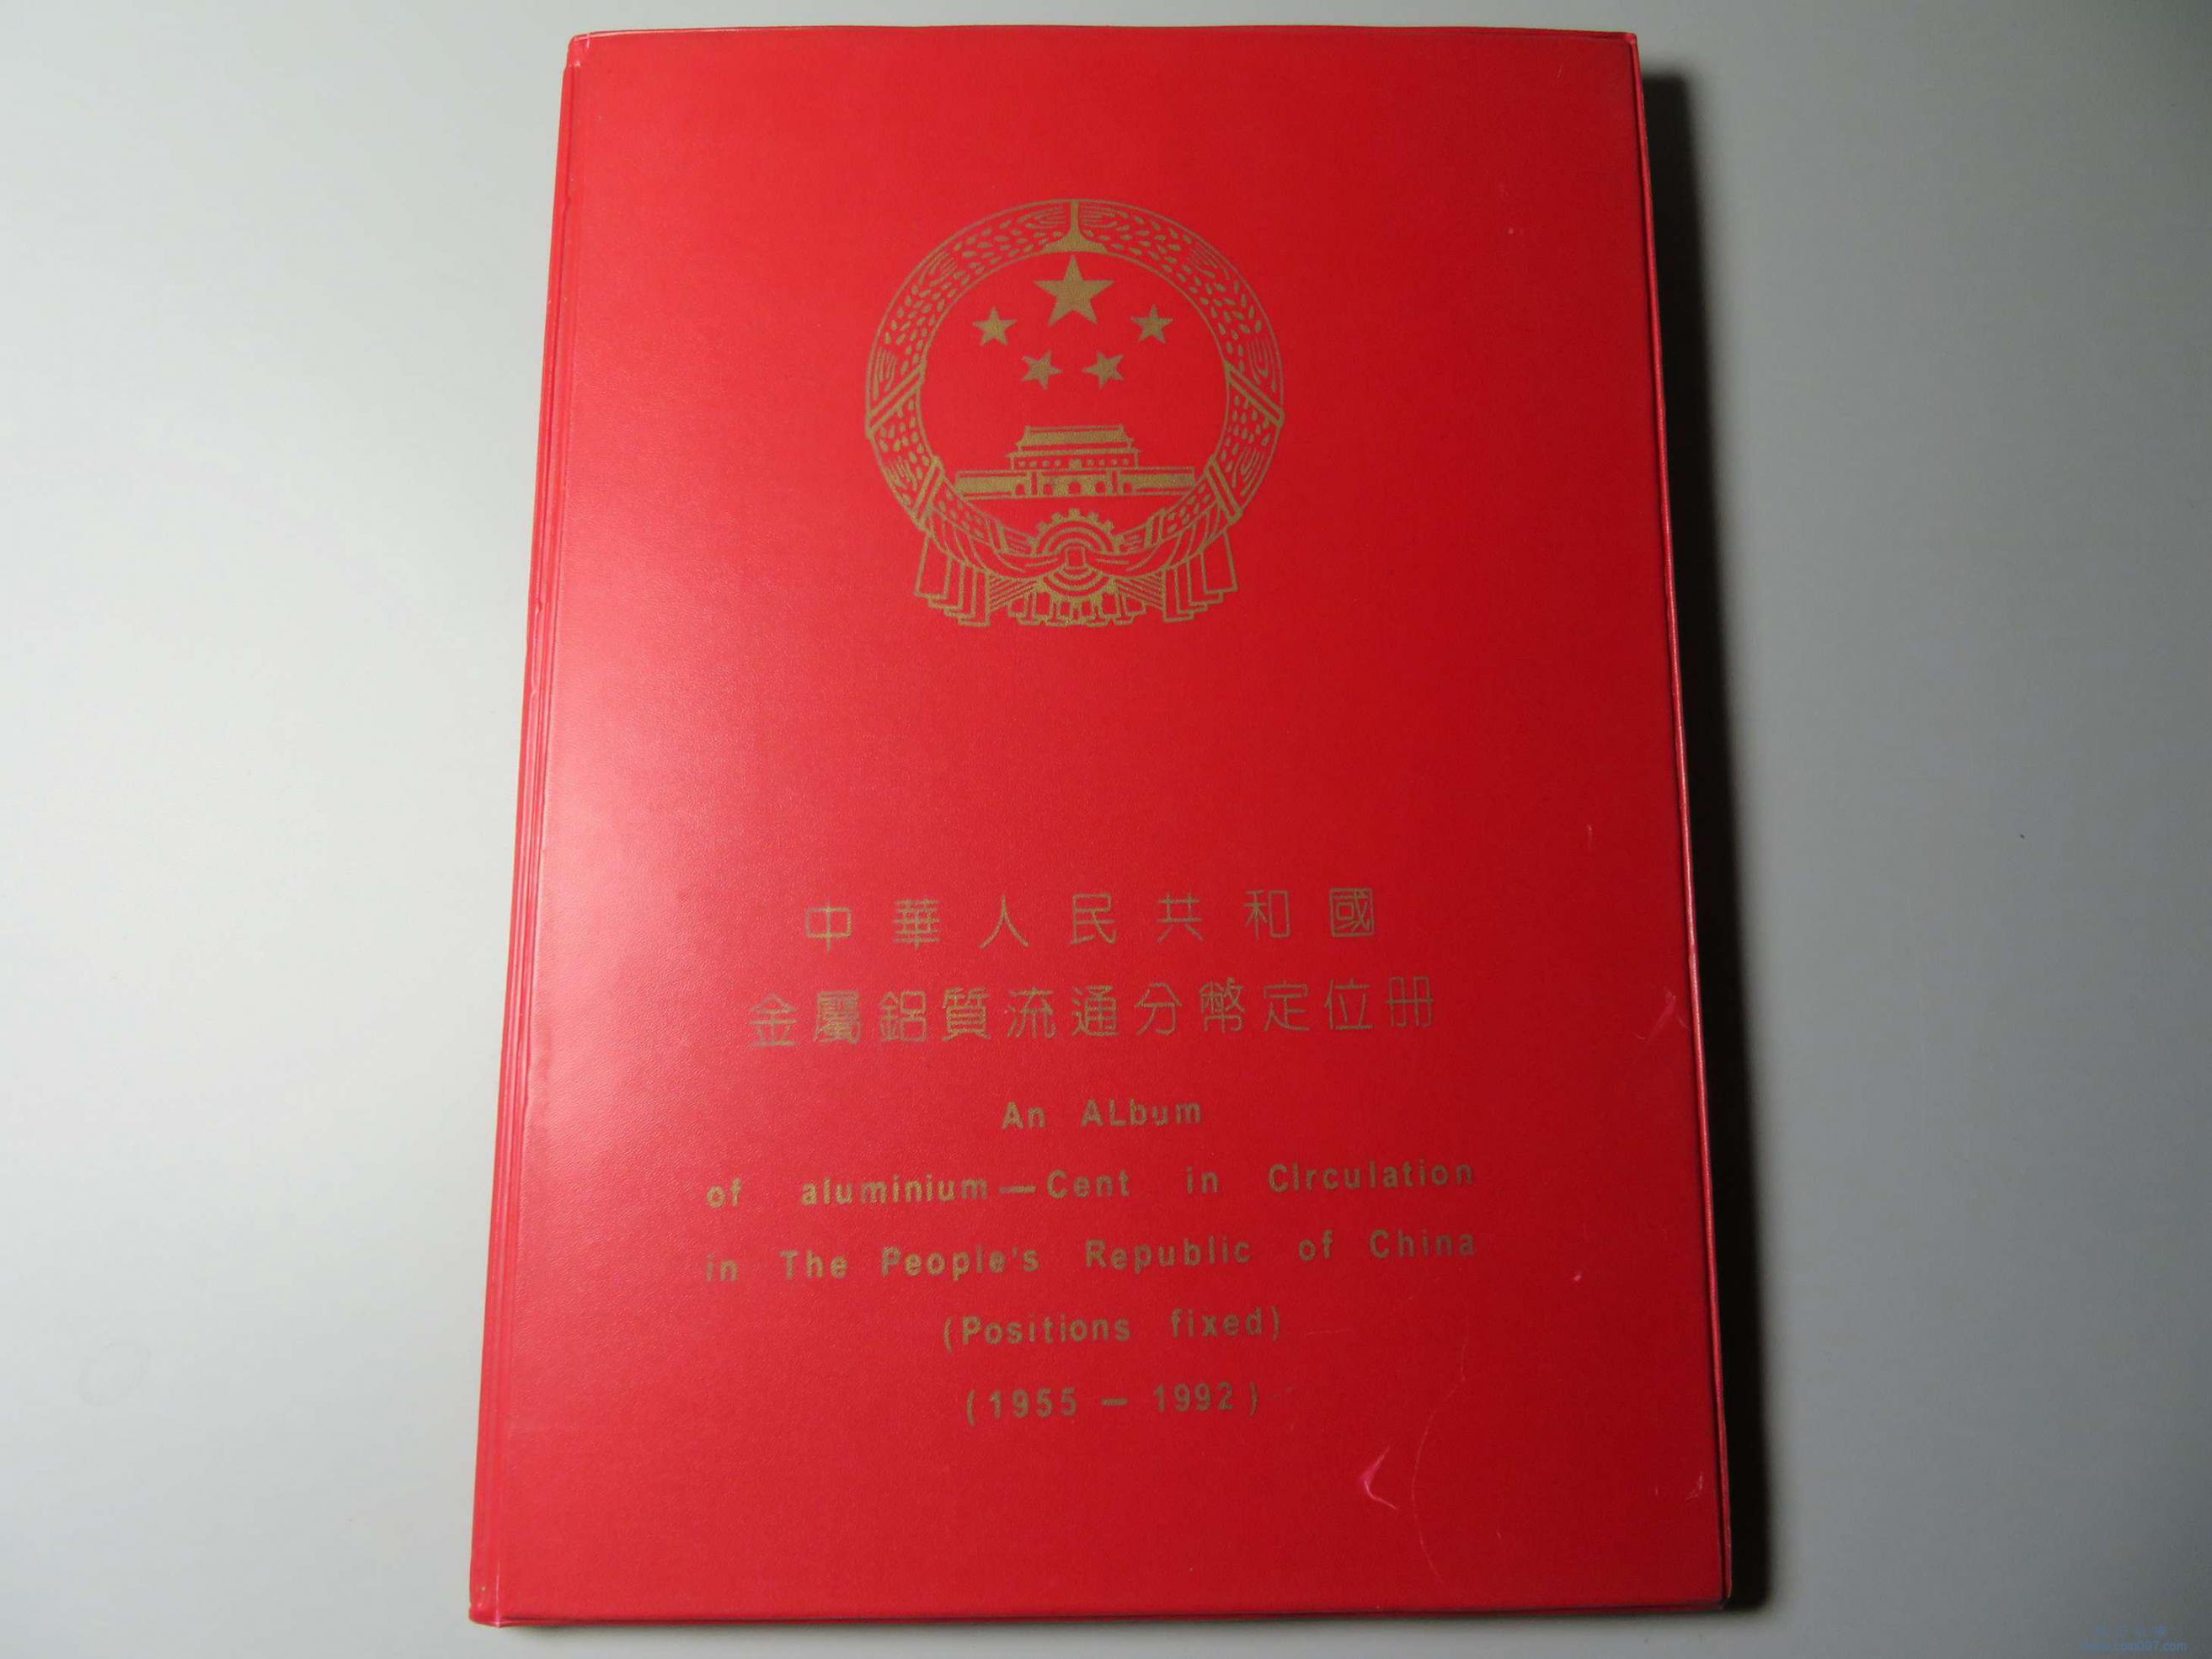 中華人民共和國
金屬鋁質流通分幣定位册
An ALbum
of aluminium—Cent in CIrculation
in The People's Republic of China
(Positions fixed)
(1955 — 1992)